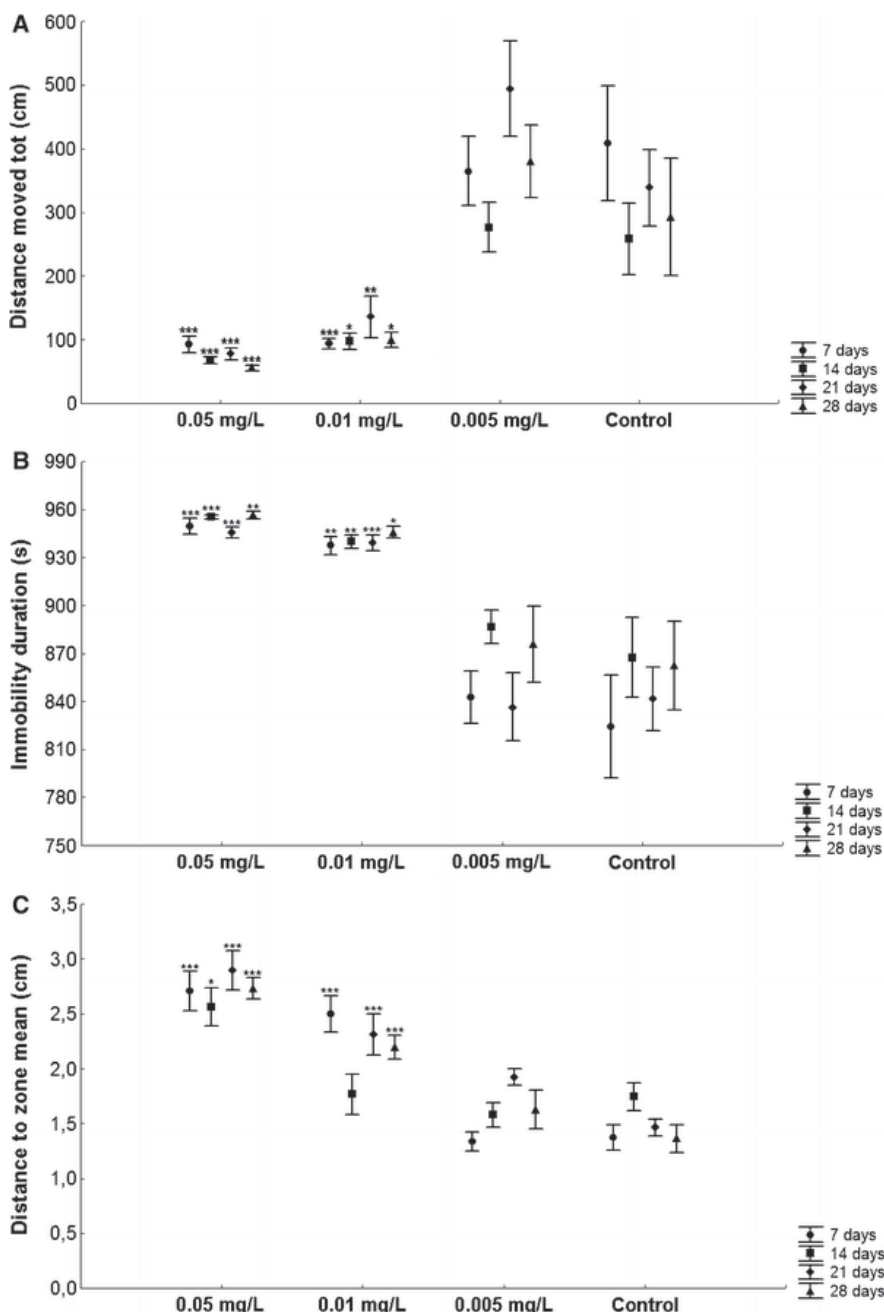 A
Distance moved tot (cm)
600
500
400
300
200
100
0
***
***
***
***
***
*
**
*
0.05 mg/L
0.01 mg/L
0.005 mg/L
Control
7 days
14 days
21 days
28 days
B
Immobility duration (s)
990
960
930
900
870
840
810
780
750
***
***
***
**
**
**
***
*
0.05 mg/L
0.01 mg/L
0.005 mg/L
Control
7 days
14 days
21 days
28 days
C
Distance to zone mean (cm)
3,5
3,0
2,5
2,0
1,5
1,0
0,5
0,0
***
*
***
***
***
***
***
0.05 mg/L
0.01 mg/L
0.005 mg/L
Control
7 days
14 days
21 days
28 days